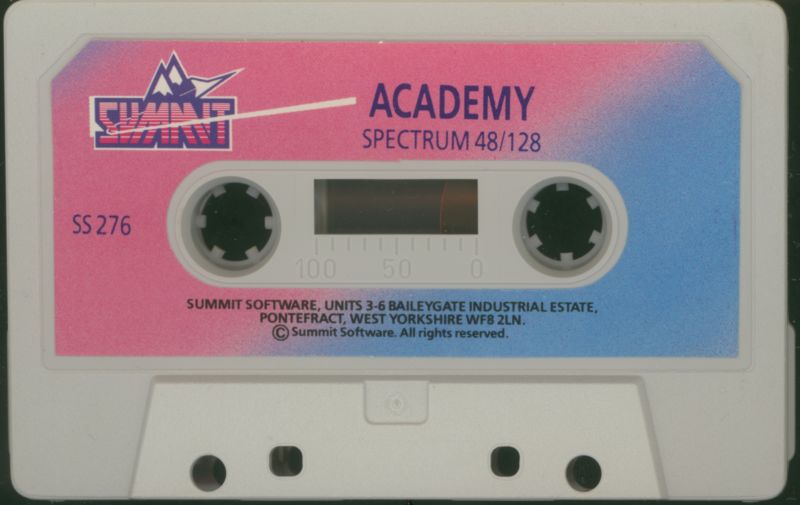 SUMMIT
ACADEMY
SPECTRUM 48/128
SS 276
100 50 0
SUMMIT SOFTWARE, UNITS 3-6 BAILEYGATE INDUSTRIAL ESTATE,
PONTEFRACT, WEST YORKSHIRE WF8 2LN.
© Summit Software. All rights reserved.